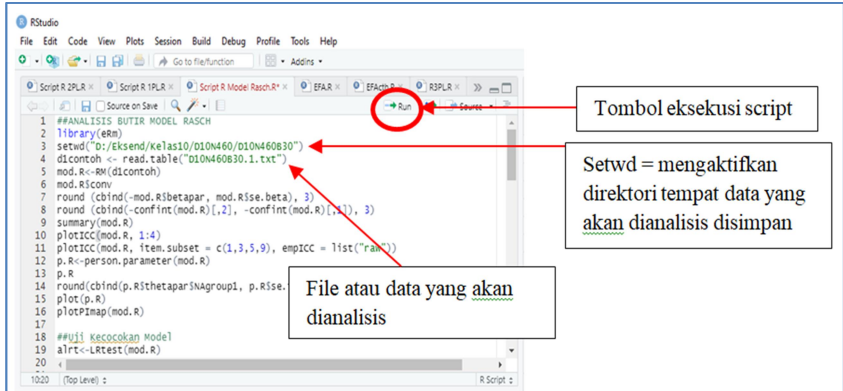 RStudio
File Edit Code View Plots Session Build Debug Profile Tools Help
Go to file/function Addins
Script R 2PL.R Script R 1PL.R Script R Model Rasch.R* EFA.R EFActh.R R3PL.R
Source on Save Run Source
1 ##ANALISIS BUTIR MODEL RASCH
2 library(eRm)
3 setwd("D:/Eksend/Kelas10/D10N460/D10N460B30")
4 d1contoh <- read.table("D10N460B30.1.txt")
5 mod.R<-RM(d1contoh)
6 mod.R$conv
7 round (cbind(-mod.R$betapar, mod.R$se.beta), 3)
8 round (cbind(-confint(mod.R)[,2], -confint(mod.R)[,1]), 3)
9 summary(mod.R)
10 plotICC(mod.R, 1:4)
11 plotICC(mod.R, item.subset = c(1,3,5,9), empICC = list("raw"))
12 p.R<-person.parameter(mod.R)
13 p.R
14 round(cbind(p.R$thetapar$NAgroup1, p.R$se.
15 plot(p.R)
16 plotPImap(mod.R)
17
18 ##Uji Kecocokan Model
19 alrt<-LRtest(mod.R)
20
10:20 (Top Level) R Script
Tombol eksekusi script
Setwd = mengaktifkan
direktori tempat data yang
akan dianalisis disimpan
File atau data yang akan
dianalisis